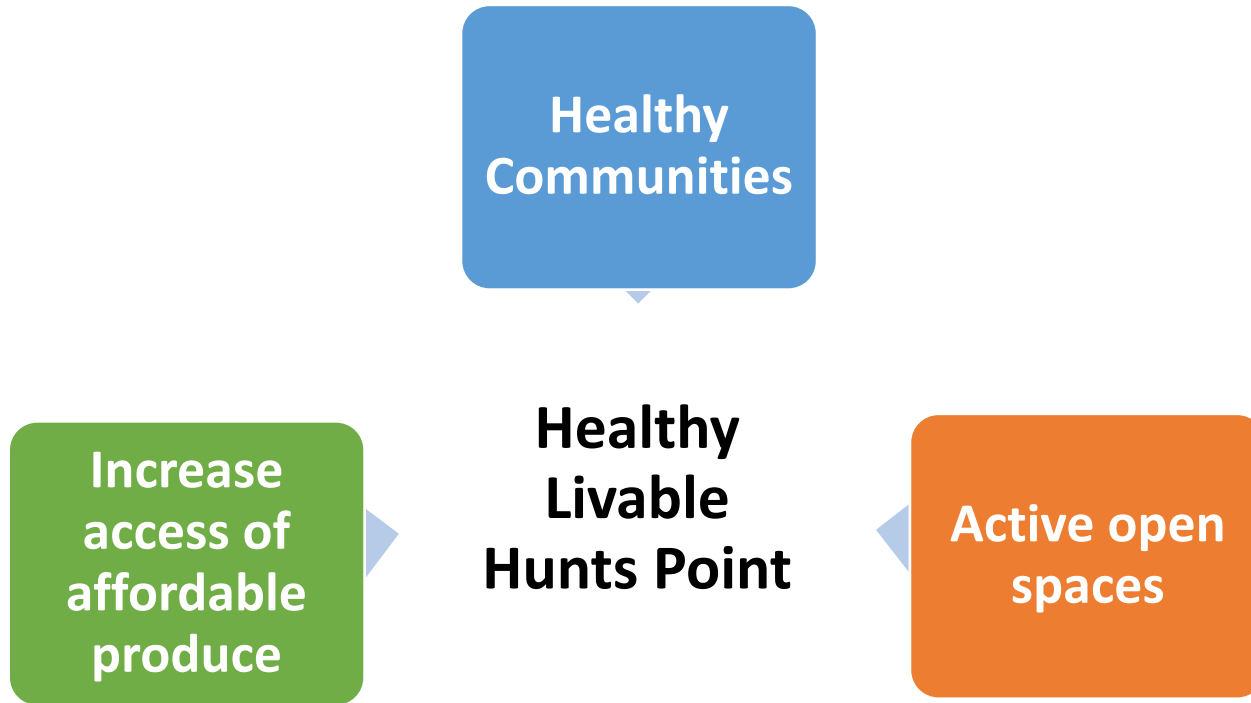 Healthy
Communities
Healthy
Livable
Hunts Point
Increase
access of
affordable
produce
Active open
spaces